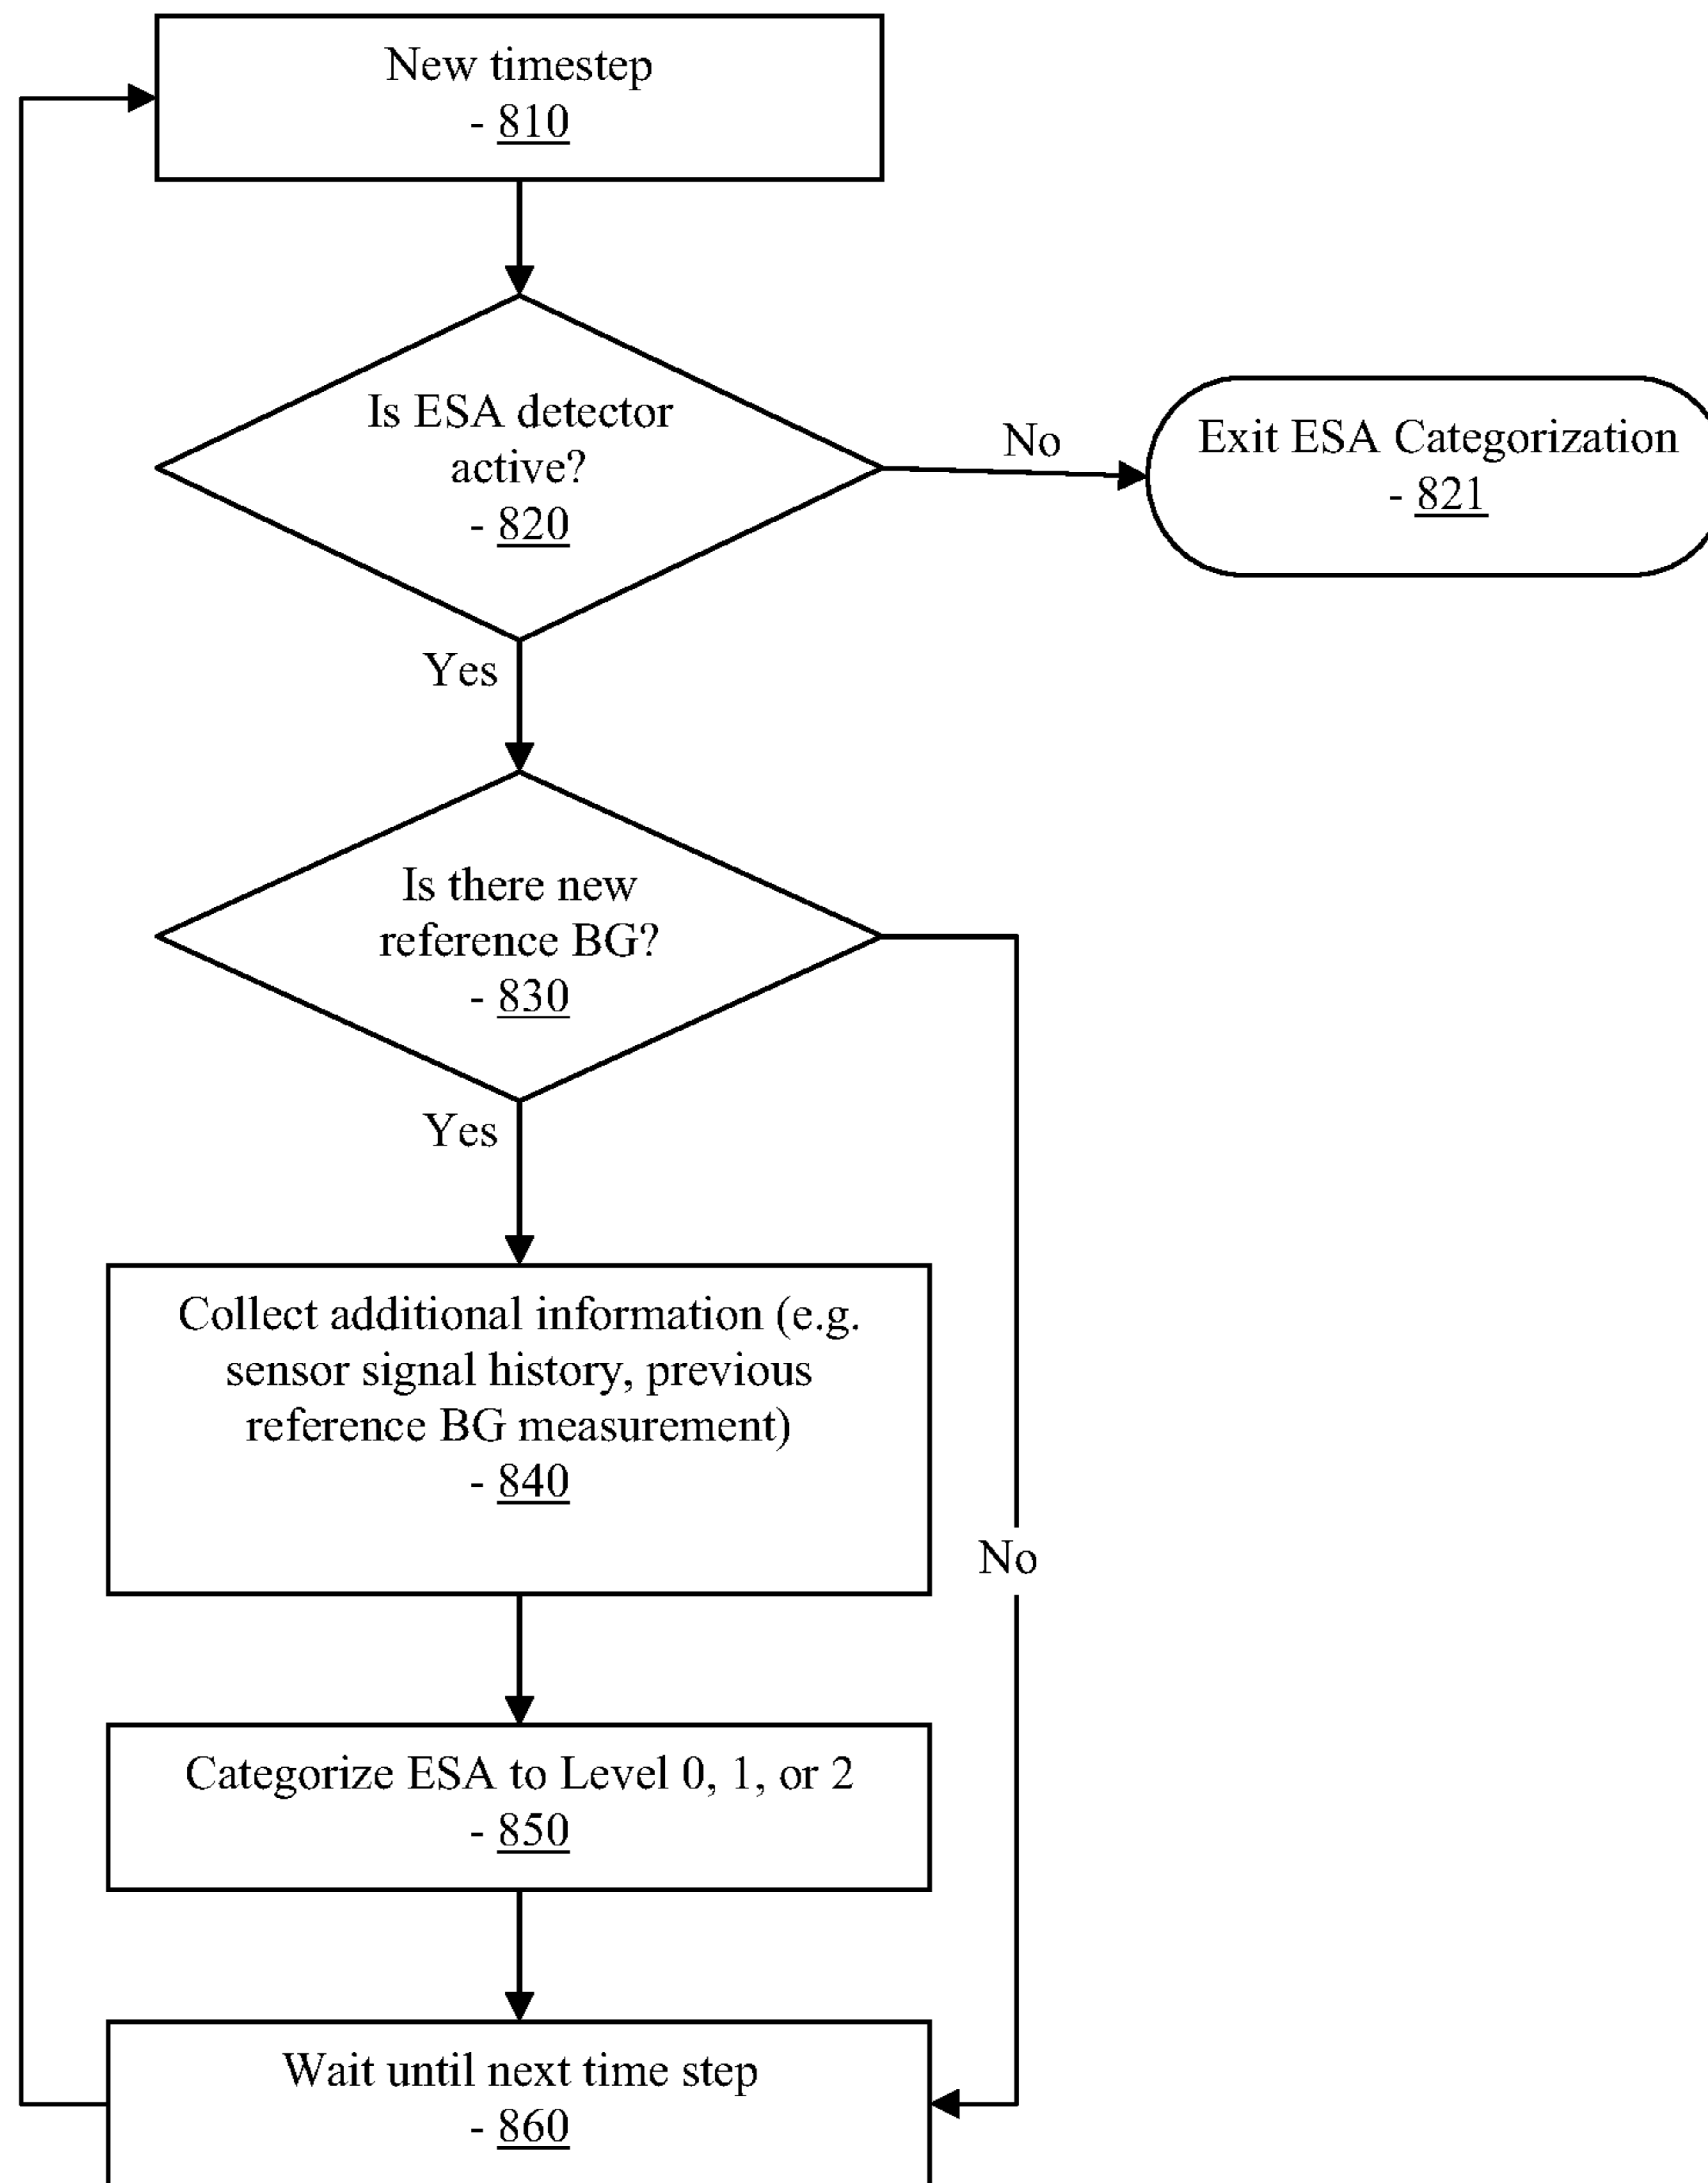 New timestep
- 810
Is ESA detector
active?
- 820
No
Exit ESA Categorization
- 821
Yes
Is there new
reference BG?
- 830
Yes
Collect additional information (e.g.
sensor signal history, previous
reference BG measurement)
- 840
No
Categorize ESA to Level 0, 1, or 2
- 850
Wait until next time step
- 860